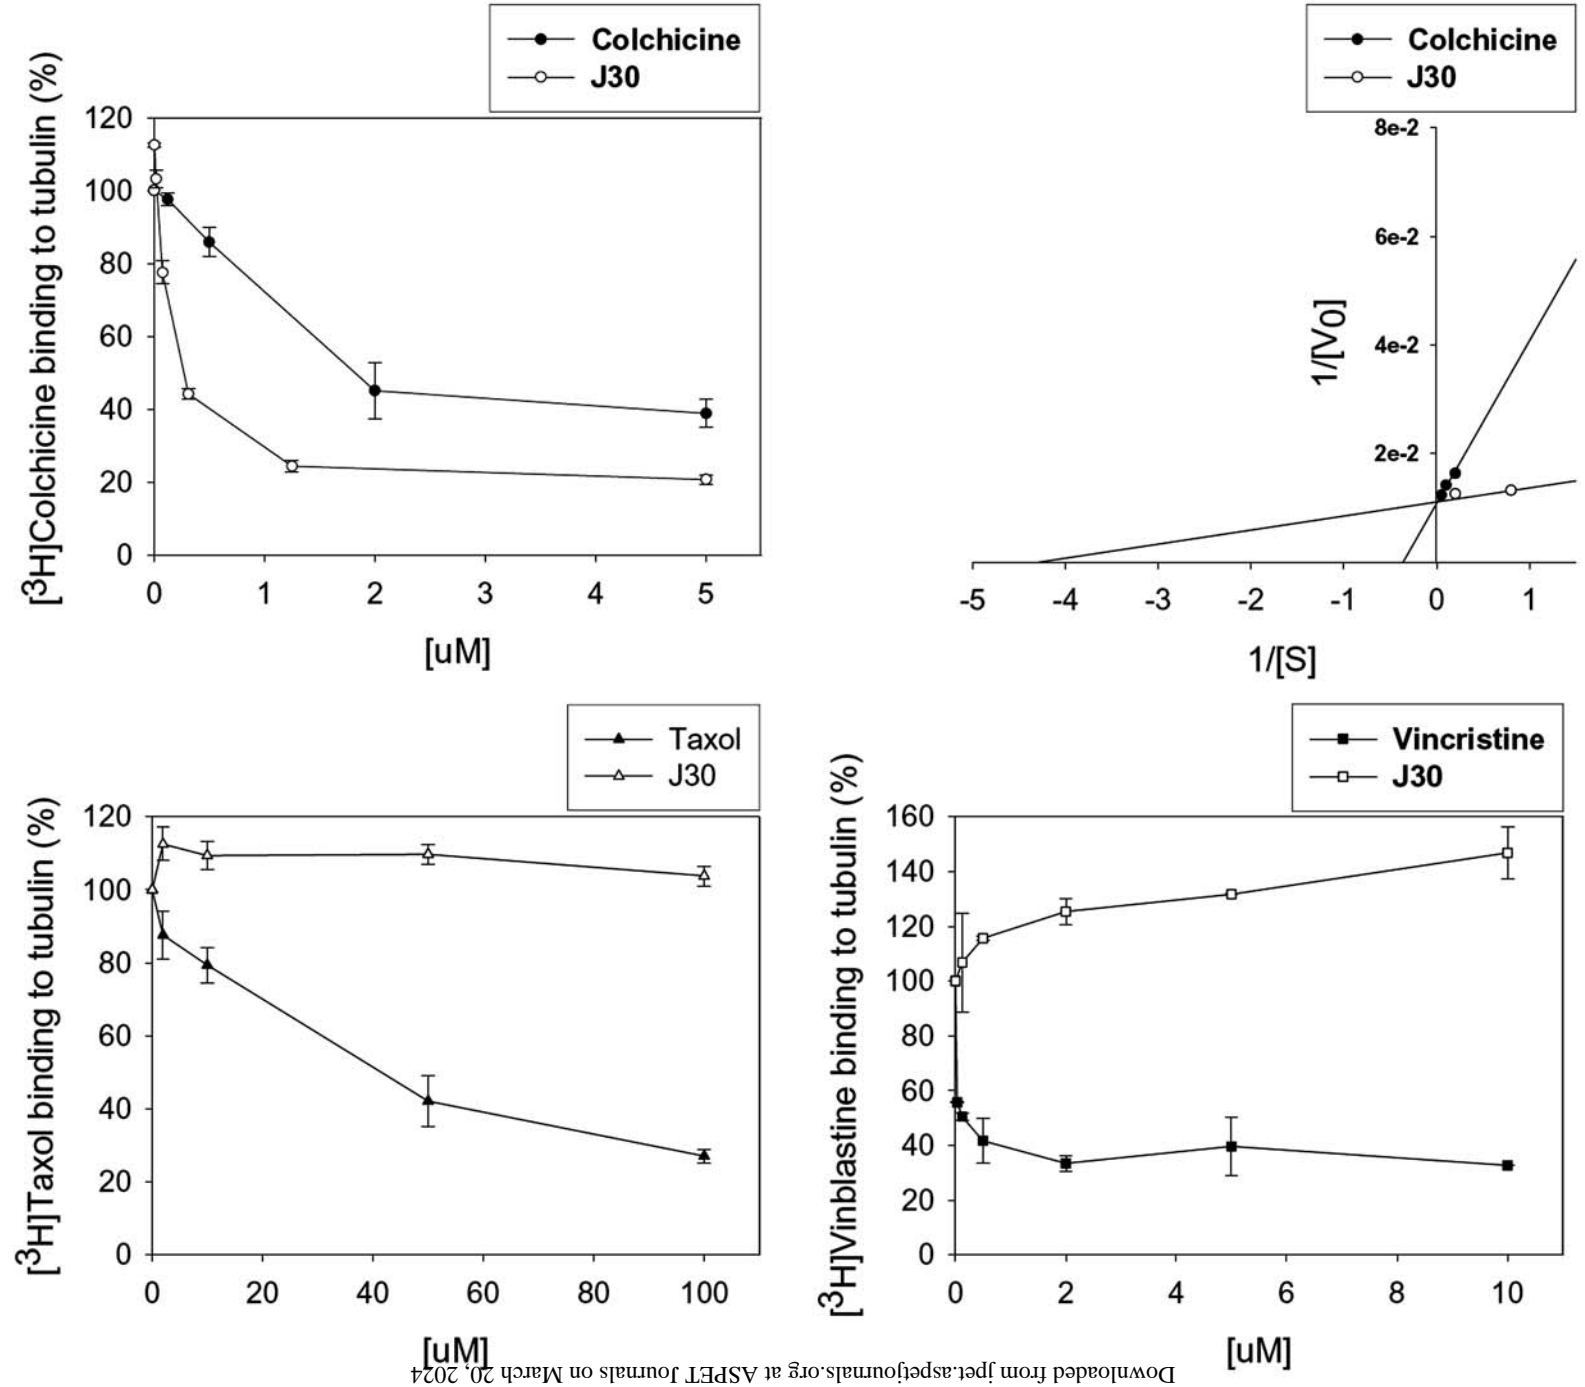 Colchicine
J30
[3H]Colchicine binding to tubulin (%)
120
100
80
60
40
20
0
0 1 2 3 4 5
[uM]
Colchicine
J30
1/[V0]
8e-2
6e-2
4e-2
2e-2
-5 -4 -3 -2 -1 0 1
1/[S]
Taxol
J30
[3H]Taxol binding to tubulin (%)
120
100
80
60
40
20
0
0 20 40 60 80 100
[uM]
Vincristine
J30
[3H]Vinblastine binding to tubulin (%)
160
140
120
100
80
60
40
20
0
0 2 4 6 8 10
[uM]
Downloaded from jpet.aspetjournals.org at ASPET Journals on March 20, 2024